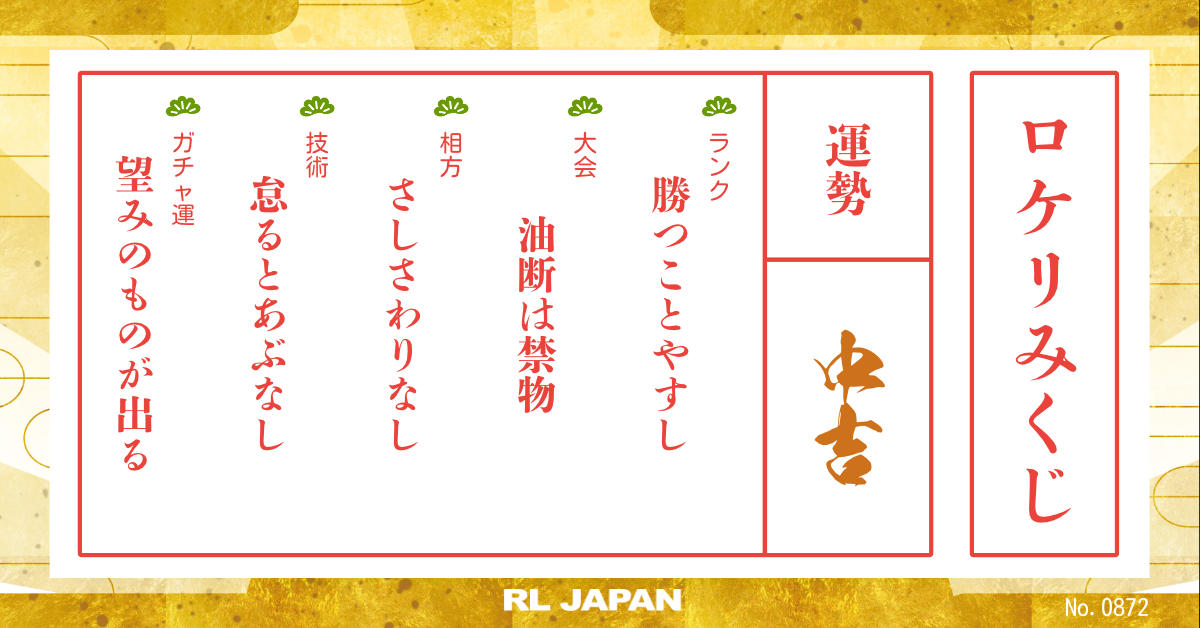 ロケリみくじ
運勢
中吉
ランク
勝つことやすし
大会
油断は禁物
相方
さしさわりなし
技術
怠るとあぶなし
ガチャ運
望みのものが出る
RL JAPAN
No. 0872